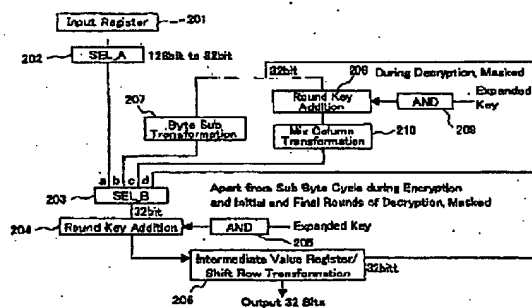 Input Register 201
202 SEL_A 128bit to 32bit
32bit 208 During Decryption, Masked
207 Round Key Addition AND Expanded Key
Byte Sub Transformation 209
Mix Column Transformation 210
a b c d
203 SEL_B Apart from Sub Byte Cycle during Encryption
32bit and Initial and Final Rounds of Decryption, Masked
204 Round Key Addition AND Expanded Key
205
Intermediate Value Register/
Shift Row Transformation 32bit
206 Output 32 Bits